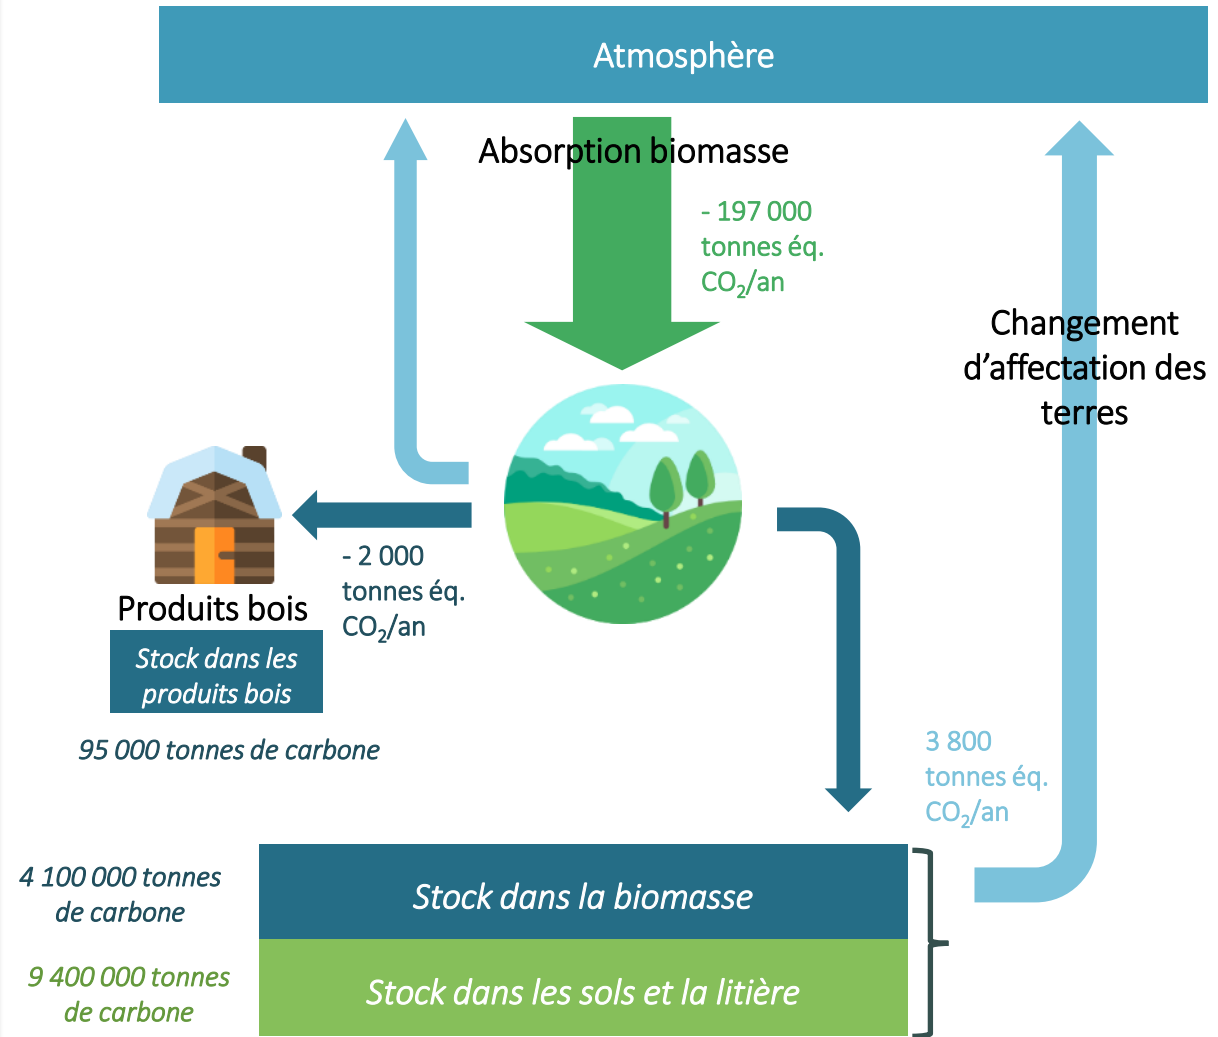 Atmosphère
Absorption biomasse
- 197 000
tonnes éq.
CO₂/an
Changement
d’affectation des
terres
- 2 000
tonnes éq.
CO₂/an
Produits bois
Stock dans les
produits bois
95 000 tonnes de carbone
3 800
tonnes éq.
CO₂/an
4 100 000 tonnes
de carbone
Stock dans la biomasse
9 400 000 tonnes
de carbone
Stock dans les sols et la litière